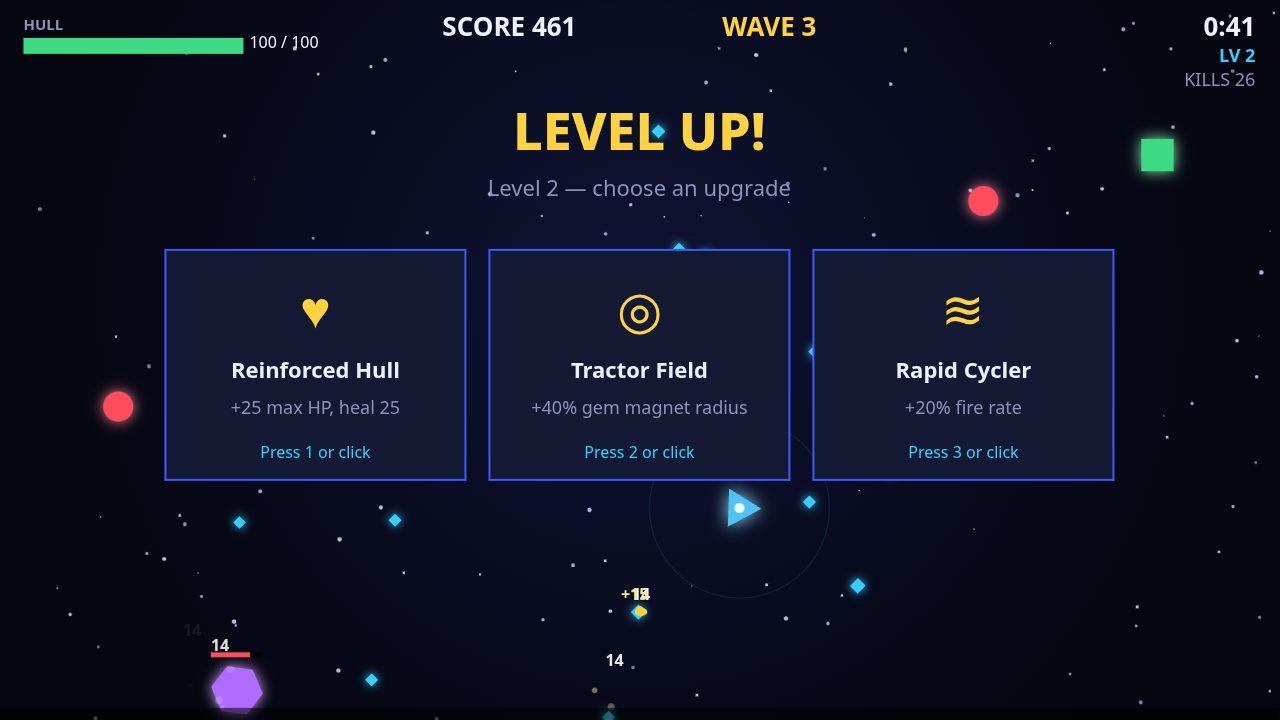 HULL
100 / 100
SCORE 461
WAVE 3
0:41
LV 2
KILLS 26
LEVEL UP!
Level 2 — choose an upgrade
Reinforced Hull
+25 max HP, heal 25
Press 1 or click
Tractor Field
+40% gem magnet radius
Press 2 or click
Rapid Cycler
+20% fire rate
Press 3 or click
14
14
14